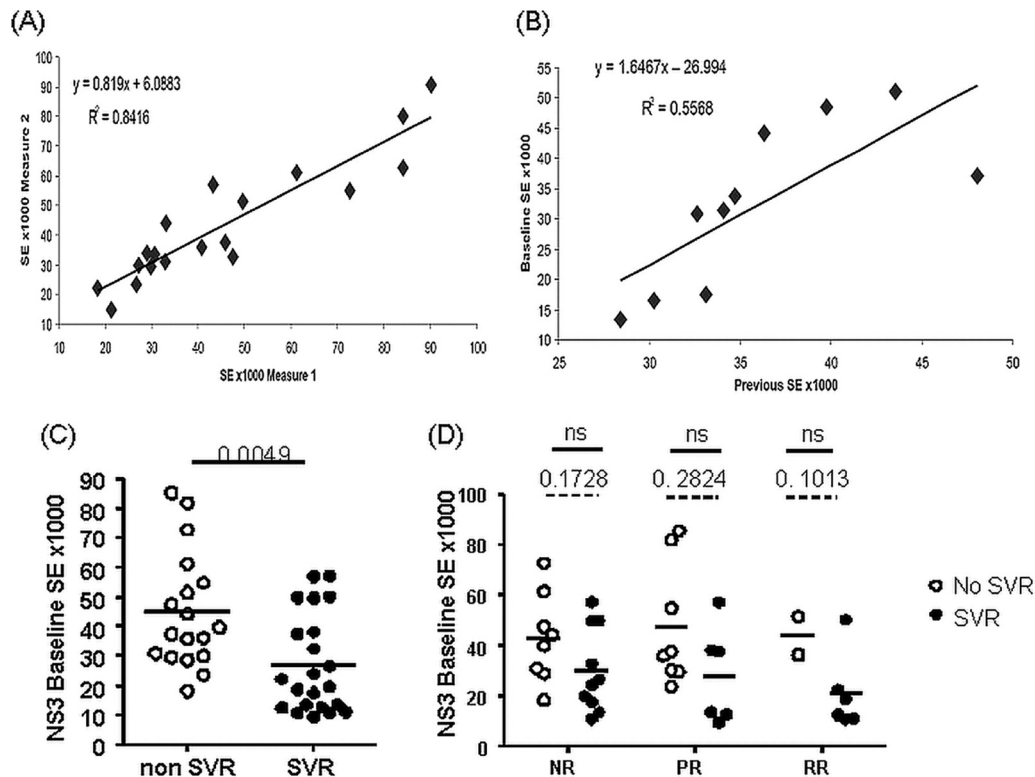 (A)
y = 0.819x + 6.0883
R2 = 0.8416
SE x1000 Measure 2
100
90
80
70
60
50
40
30
20
10
10 20 30 40 50 60 70 80 90 100
SE x1000 Measure 1
(B)
y = 1.6467x – 26.994
R2 = 0.5568
Baseline SE x1000
55
50
45
40
35
30
25
20
15
10
25 30 35 40 45 50
Previous SE x1000
(C)
0.0049
NS3 Baseline SE x1000
90
80
70
60
50
40
30
20
10
0
non SVR SVR
(D)
ns ns ns
0.1728 0.2824 0.1013
NS3 Baseline SE x1000
100
80
60
40
20
0
NR PR RR
No SVR
SVR